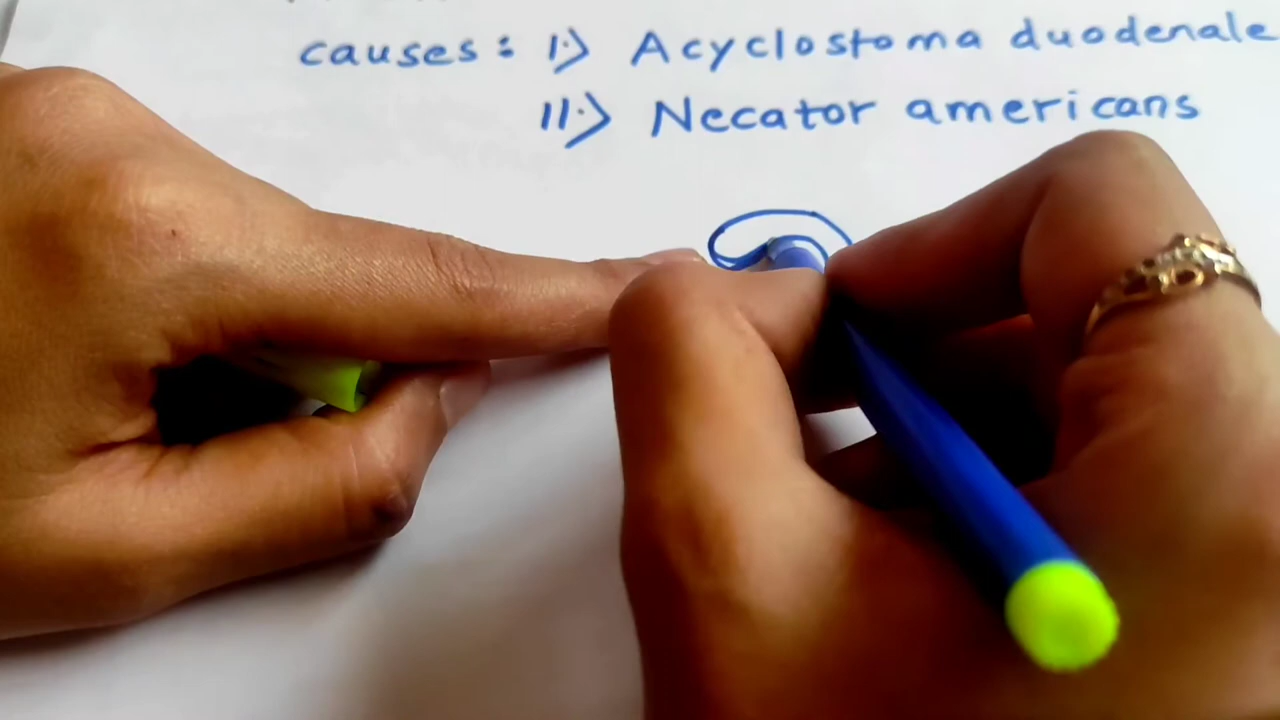 causes : I.) Acyclostoma duodenale
II.) Necator americans